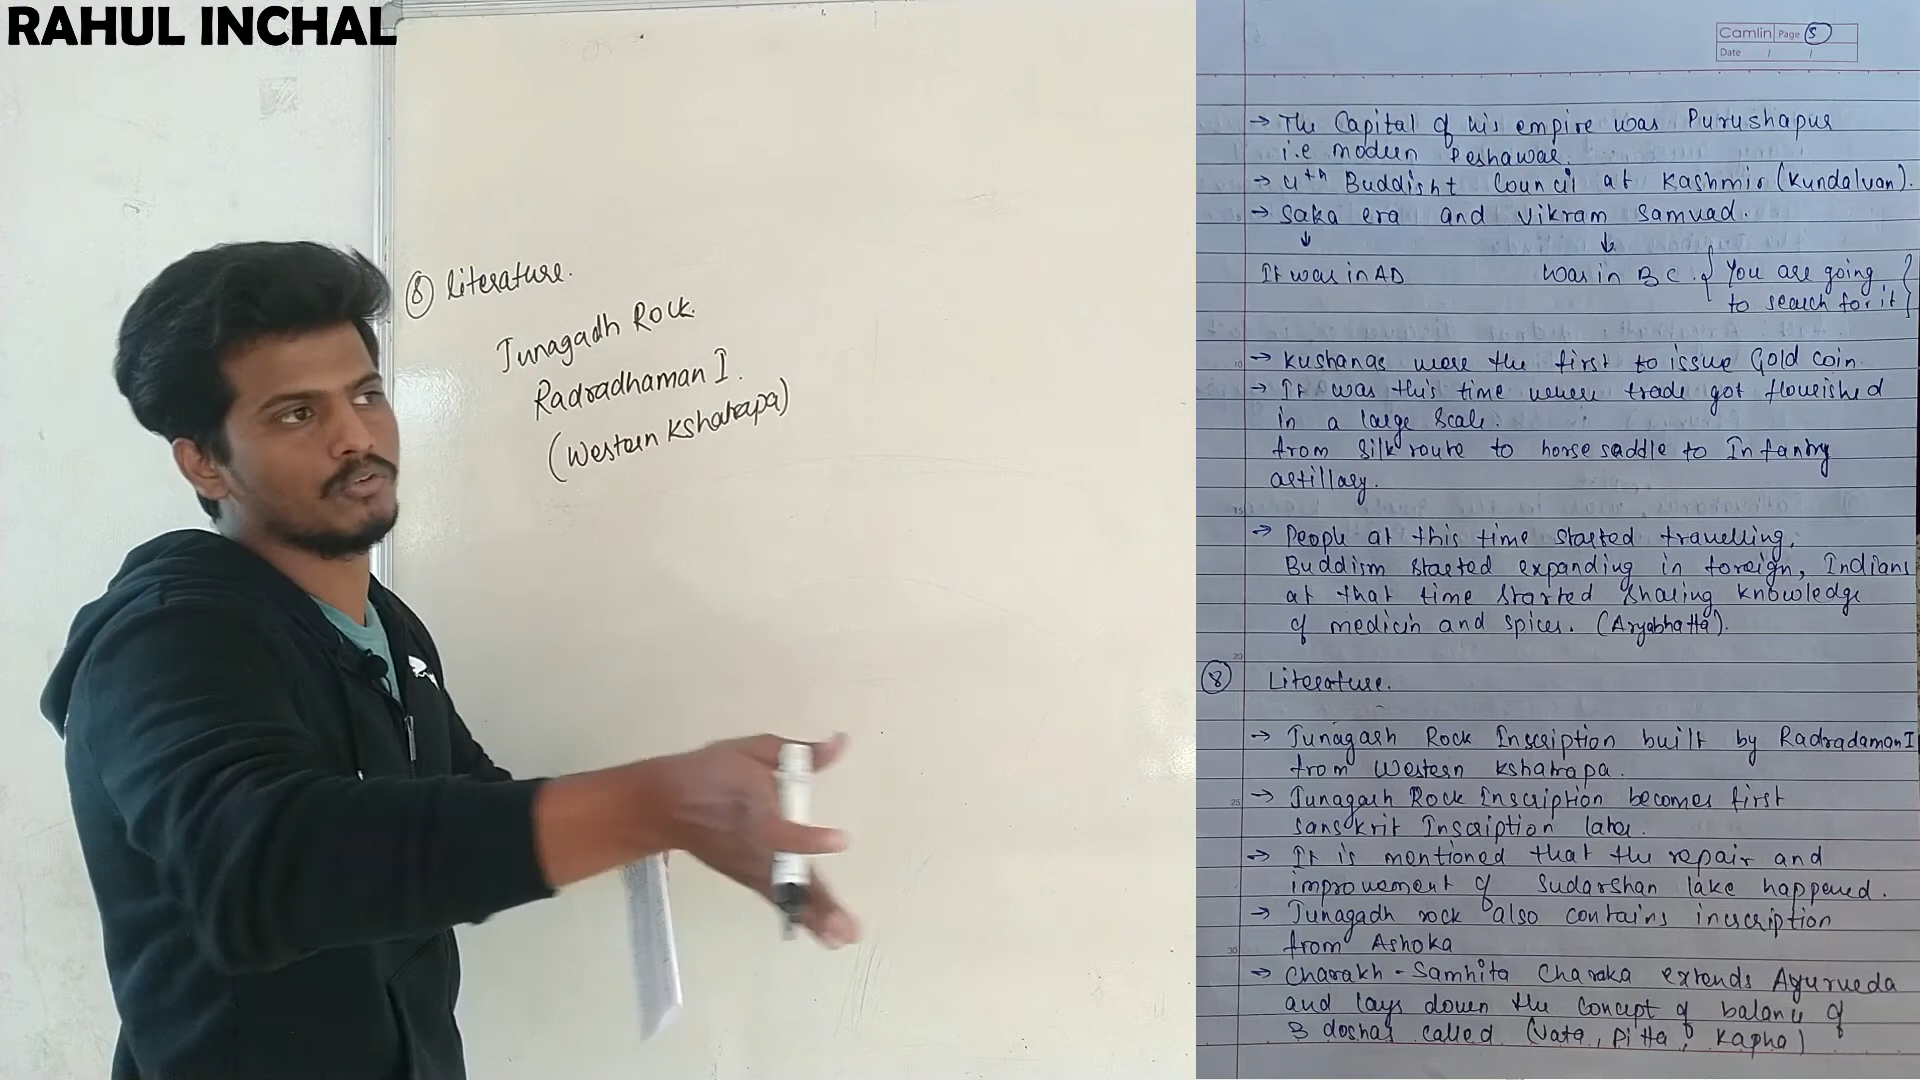 RAHUL INCHAL
8 literature.
Junagadh Rock.
Radradhaman I.
(Western Kshatrapa)
Camlin Page 5
Date / /
→ The Capital of his empire was Purushapur
i.e modern Peshawar.
→ 4th Buddisht Council at Kashmir (Kundalvan).
→ Saka era and Vikram Samvad.
↓ ↓
It was in AD was in BC. { You are going
to search for it }
→ Kushanas were the first to issue Gold coin.
→ It was this time where trade got flourished
in a large scale.
from Silk route to horse saddle to Infantry
artillary.
→ People at this time started travelling,
Buddism started expanding in foreign, Indians
at that time started sharing knowledge
of medicin and spices. (Aryabhatta).
8 Literature.
→ Junagarh Rock Inscription built by Radradaman I
from Western Kshatrapa.
→ Junagarh Rock Inscription becomes first
sanskrit Inscription later.
→ It is mentioned that the repair and
improvement of Sudarshan lake happened.
→ Junagadh rock also contains inscription
from Ashoka
→ Charakh - Samhita Charaka extends Ayurveda
and lays down the concept of balance of
3 doshas called (Vata, Pitta, Kapha)